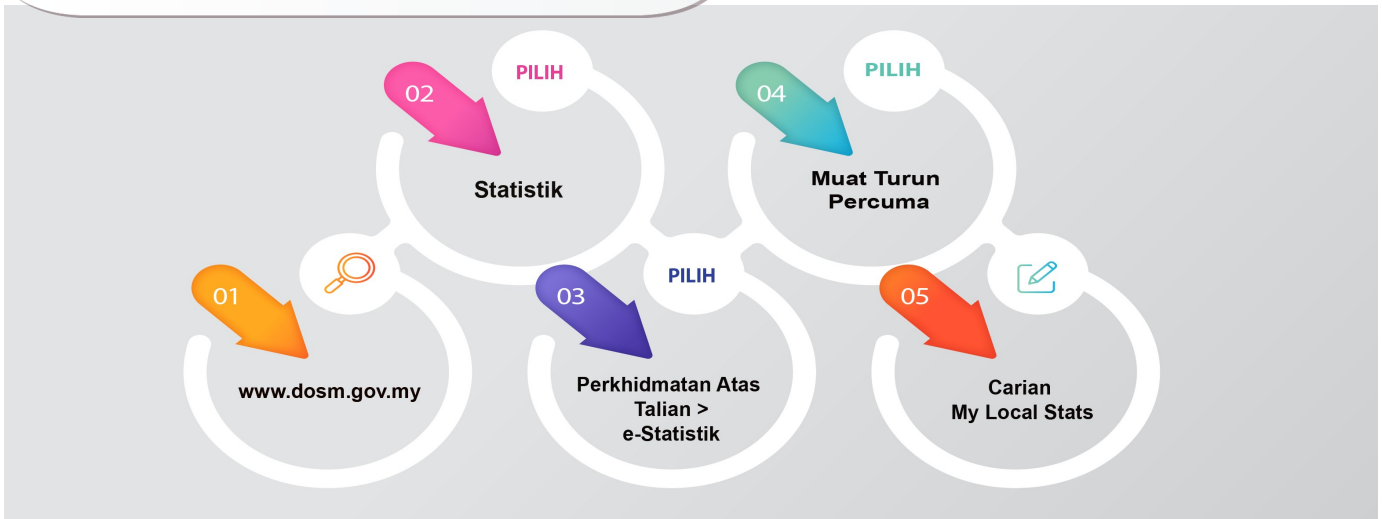 01
www.dosm.gov.my
02
PILIH
Statistik
03
PILIH
Perkhidmatan Atas
Talian >
e-Statistik
04
PILIH
Muat Turun
Percuma
05
Carian
My Local Stats